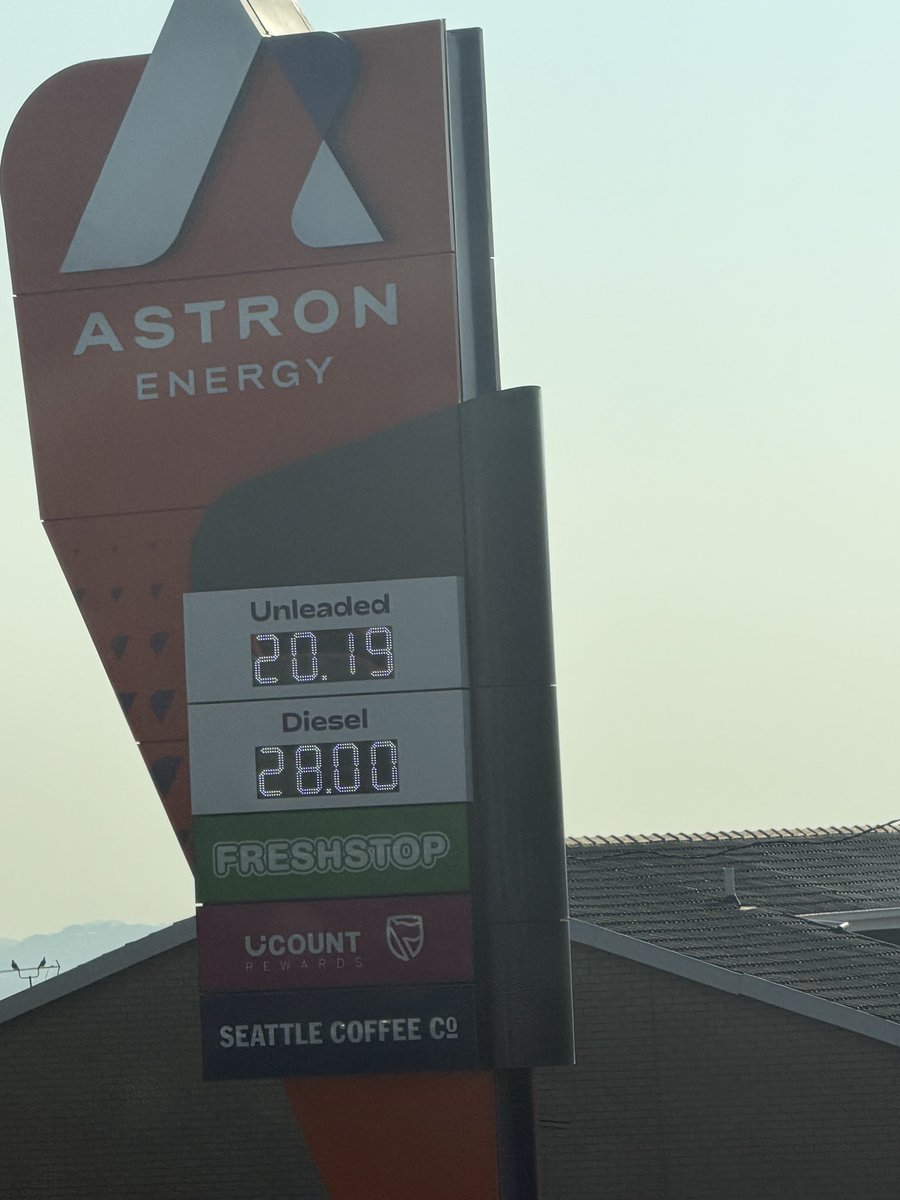 ASTRON
ENERGY
Unleaded
20.19
Diesel
28.00
FRESHSTOP
UCOUNT
REWARDS
SEATTLE COFFEE Cº